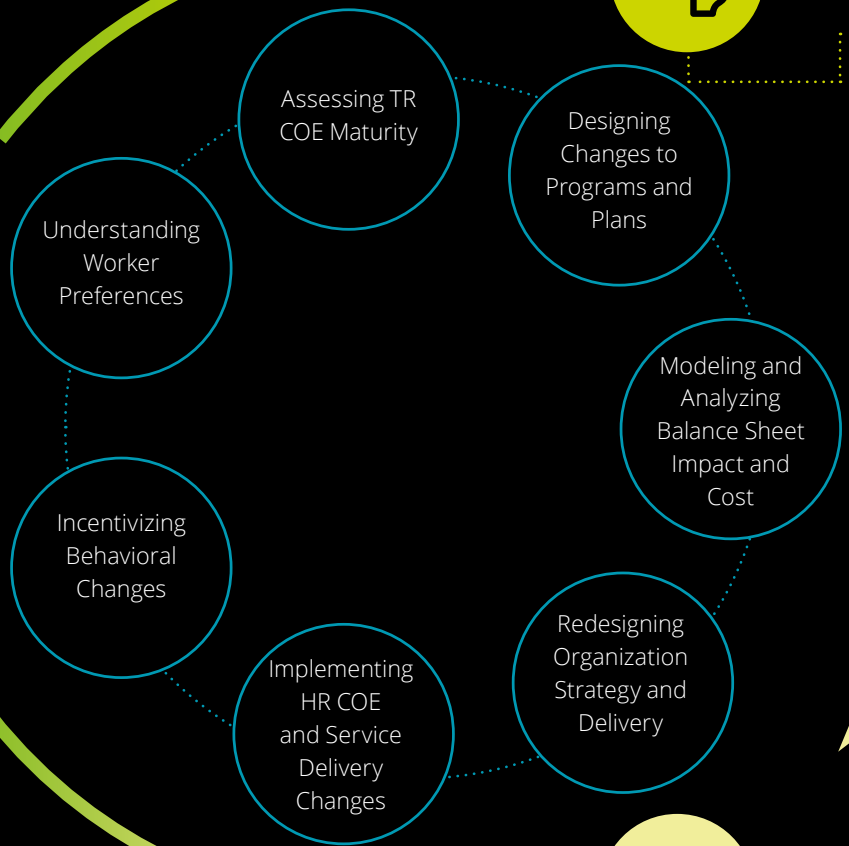 Assessing TR
COE Maturity
Designing
Changes to
Programs and
Plans
Modeling and
Analyzing
Balance Sheet
Impact and
Cost
Redesigning
Organization
Strategy and
Delivery
Implementing
HR COE
and Service
Delivery
Changes
Incentivizing
Behavioral
Changes
Understanding
Worker
Preferences